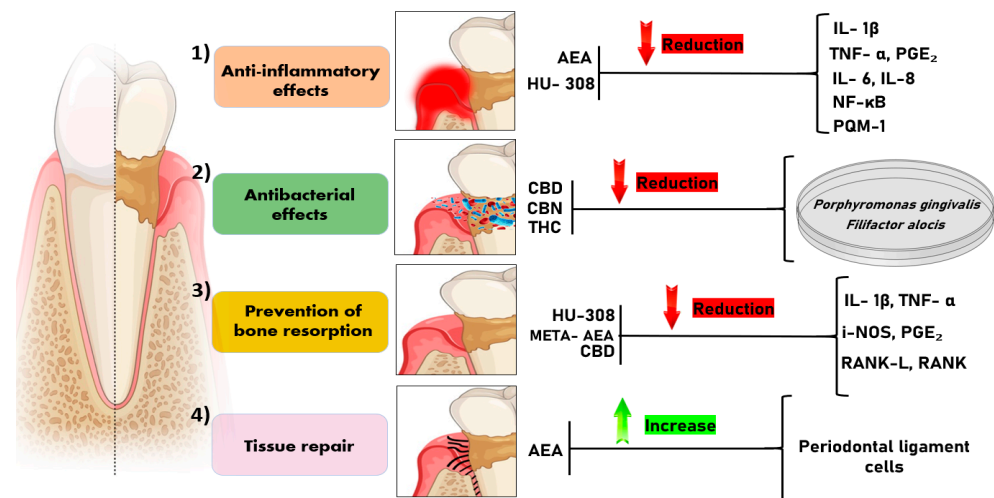 1)
Anti-inflammatory
effects
AEA
HU- 308
Reduction
IL- 1β
TNF- α, PGE₂
IL- 6, IL-8
NF-κB
PQM-1
2)
Antibacterial
effects
CBD
CBN
THC
Reduction
Porphyromonas gingivalis
Filifactor alocis
3)
Prevention of
bone resorption
HU-308
META- AEA
CBD
Reduction
IL- 1β, TNF- α
i-NOS, PGE₂
RANK-L, RANK
4)
Tissue repair
AEA
Increase
Periodontal ligament
cells